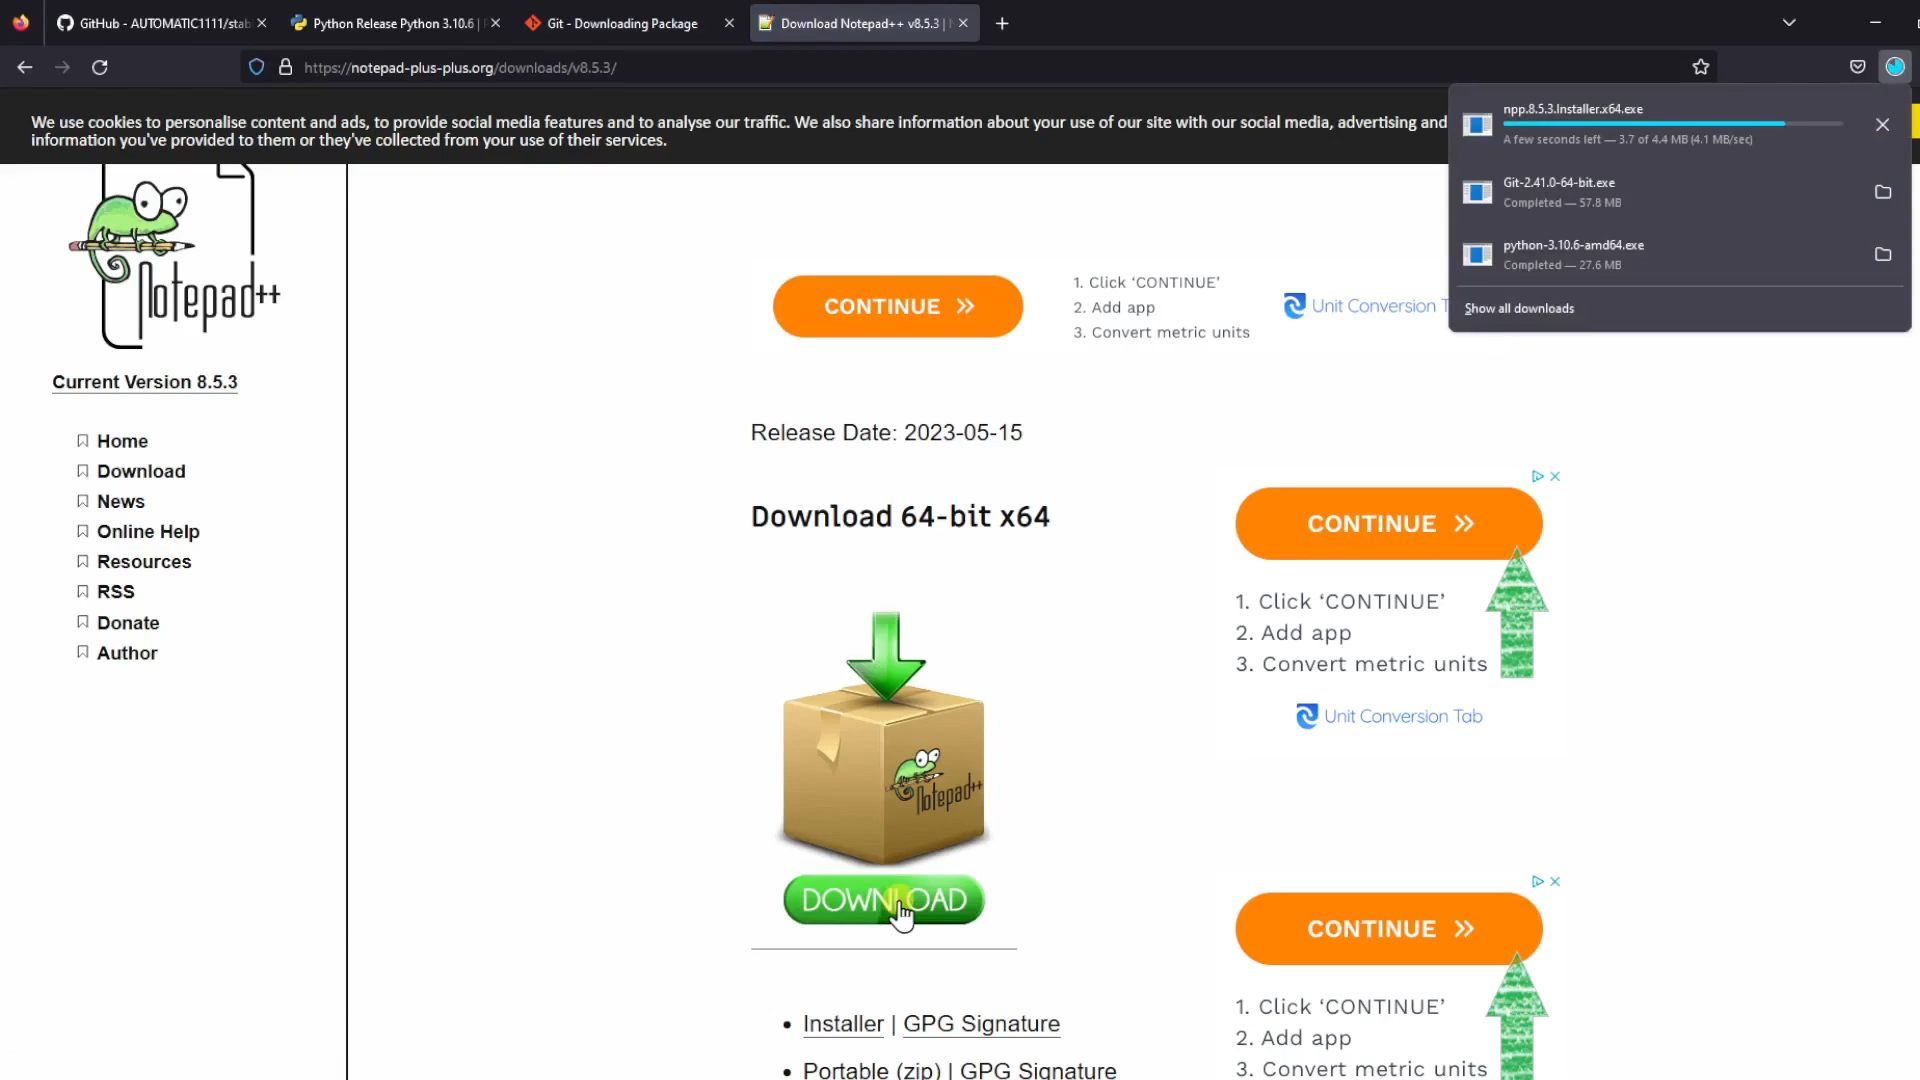 GitHub - AUTOMATIC1111/stab
Python Release Python 3.10.6 | P
Git - Downloading Package
Download Notepad++ v8.5.3 |
https://notepad-plus-plus.org/downloads/v8.5.3/
We use cookies to personalise content and ads, to provide social media features and to analyse our traffic. We also share information about your use of our site with our social media, advertising and
information you've provided to them or they've collected from your use of their services.
npp.8.5.3.Installer.x64.exe
A few seconds left — 3.7 of 4.4 MB (4.1 MB/sec)
Git-2.41.0-64-bit.exe
Completed — 57.8 MB
python-3.10.6-amd64.exe
Completed — 27.6 MB
Show all downloads
Notepad++
Current Version 8.5.3
Home
Download
News
Online Help
Resources
RSS
Donate
Author
CONTINUE »
1. Click ‘CONTINUE’
2. Add app
3. Convert metric units
Unit Conversion T
Release Date: 2023-05-15
Download 64-bit x64
Notepad++
DOWNLOAD
• Installer | GPG Signature
• Portable (zip) | GPG Signature
CONTINUE »
1. Click ‘CONTINUE’
2. Add app
3. Convert metric units
Unit Conversion Tab
CONTINUE »
1. Click ‘CONTINUE’
2. Add app
3. Convert metric units